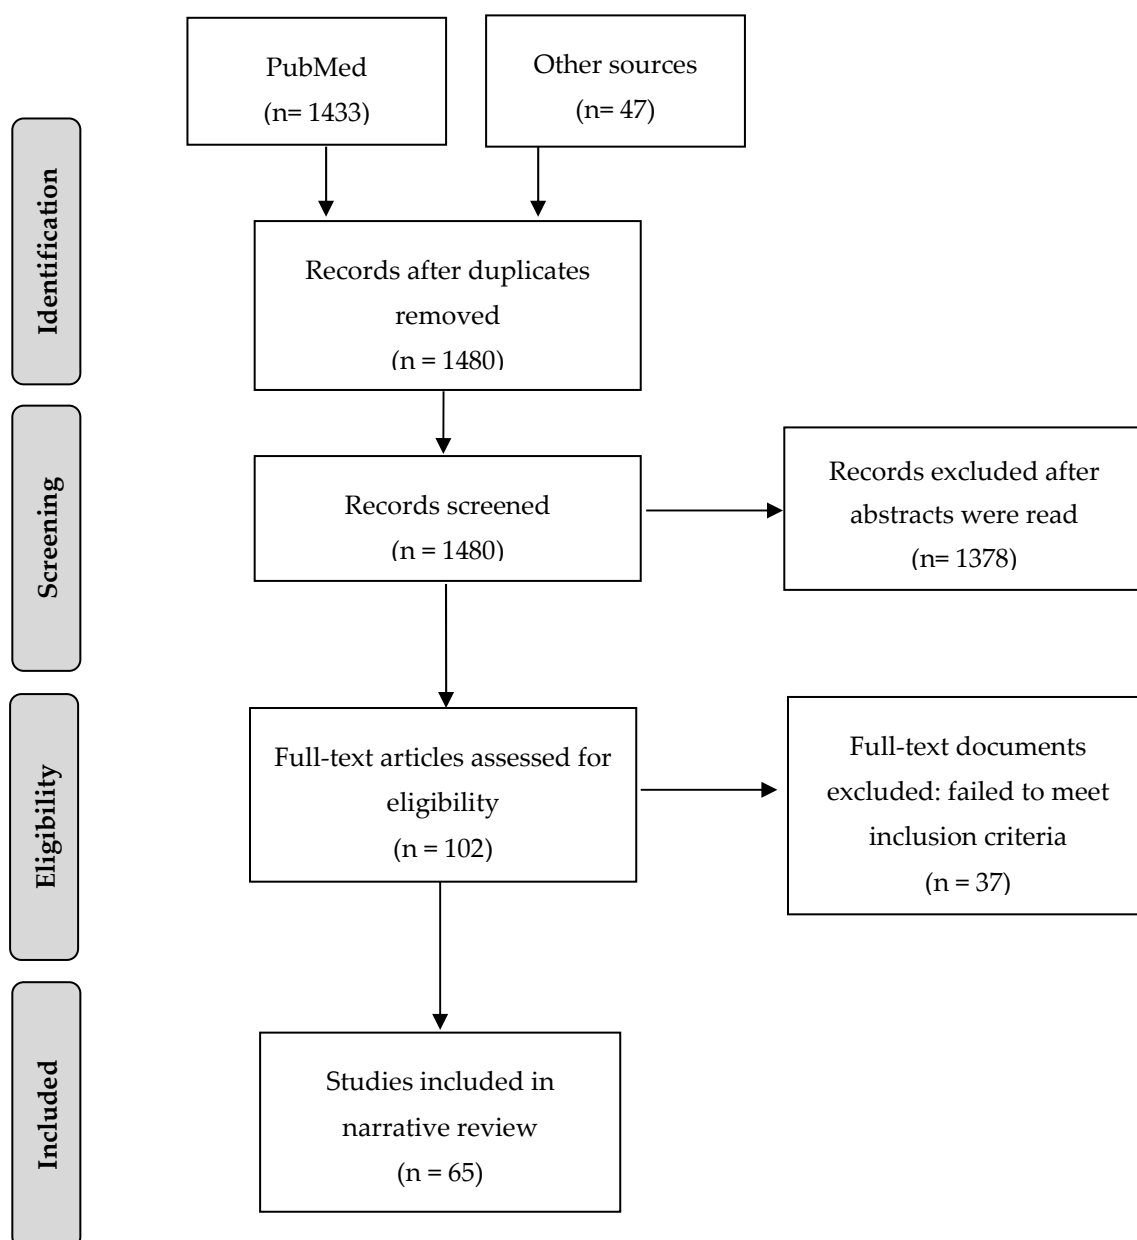 PubMed
(n= 1433)
Other sources
(n= 47)
Identification
Records after duplicates
removed
(n = 1480)
Screening
Records screened
(n = 1480)
Records excluded after
abstracts were read
(n= 1378)
Eligibility
Full-text articles assessed for
eligibility
(n = 102)
Full-text documents
excluded: failed to meet
inclusion criteria
(n = 37)
Included
Studies included in
narrative review
(n = 65)